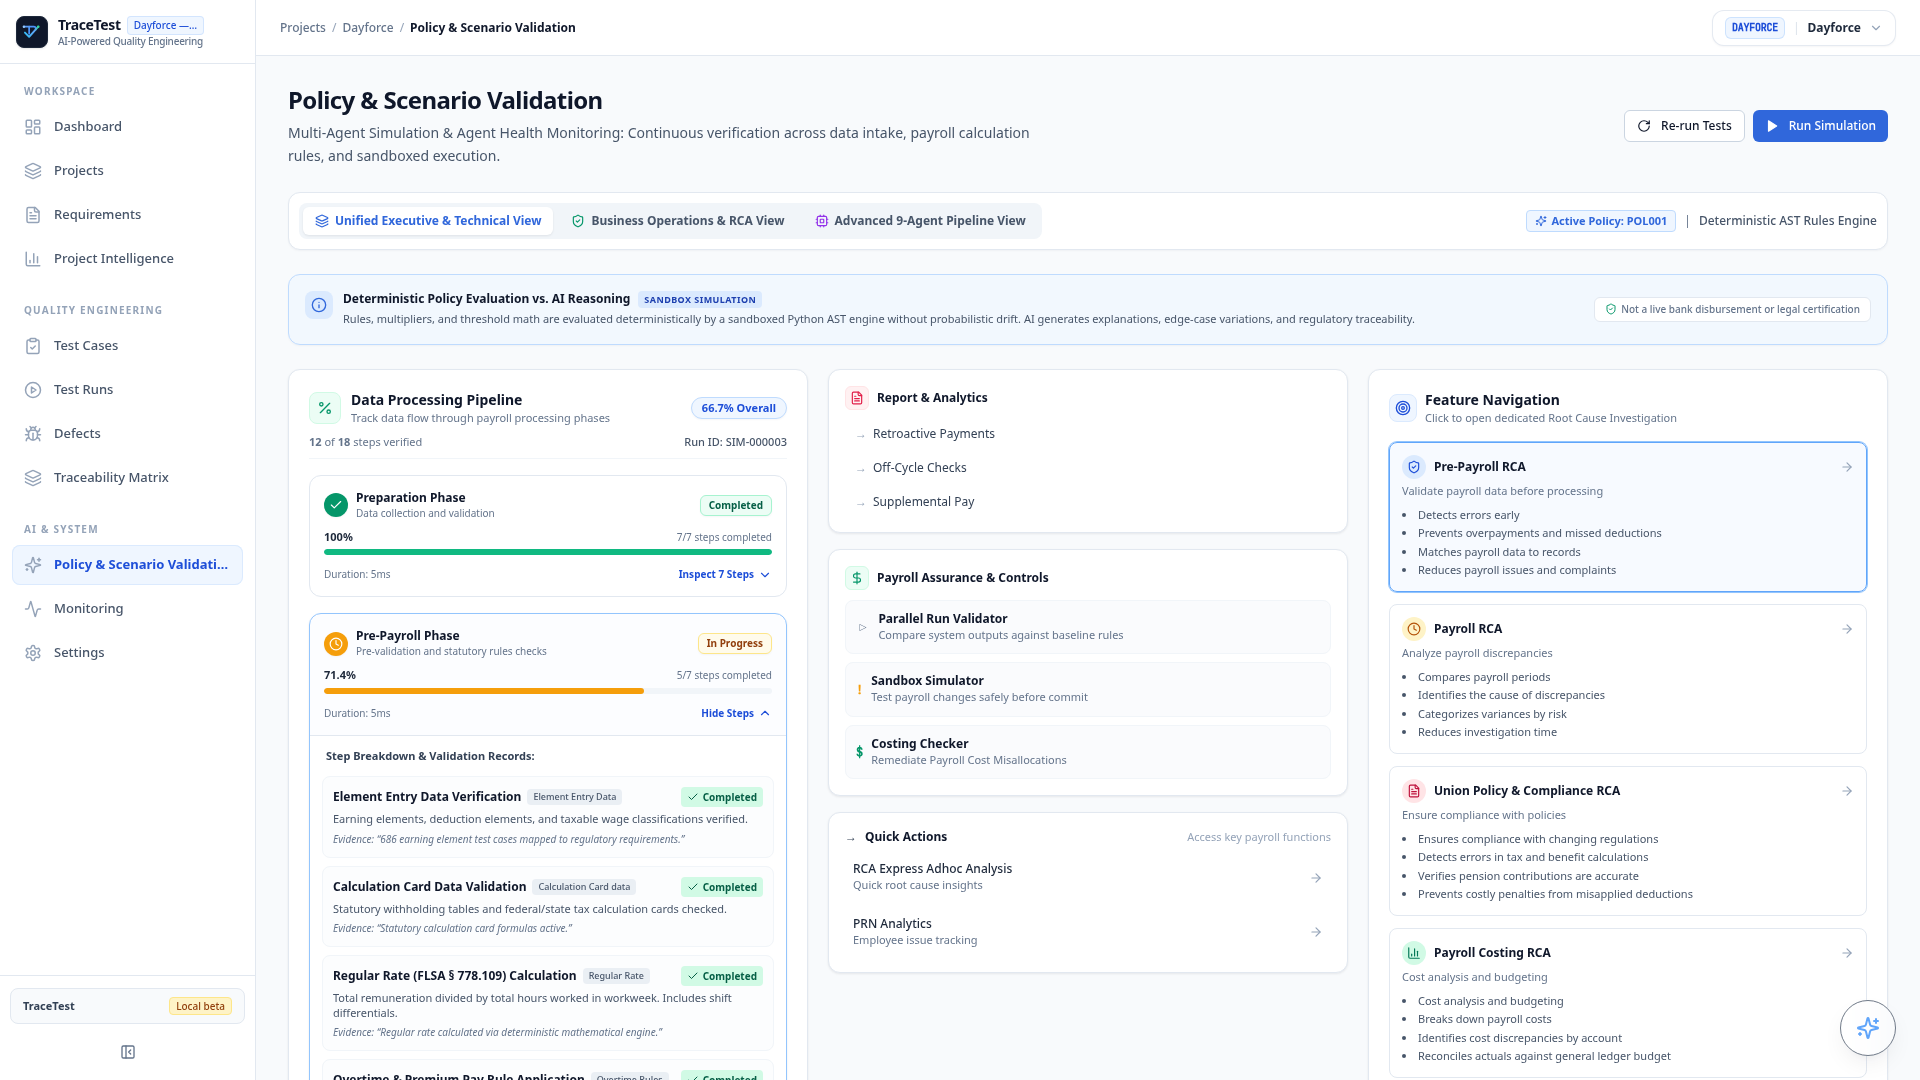 TraceTest
Dayforce —...
AI-Powered Quality Engineering
WORKSPACE
Dashboard
Projects
Requirements
Project Intelligence
QUALITY ENGINEERING
Test Cases
Test Runs
Defects
Traceability Matrix
AI & SYSTEM
Policy & Scenario Validati...
Monitoring
Settings
TraceTest
Local beta
Projects / Dayforce / Policy & Scenario Validation
DAYFORCE
Dayforce
Policy & Scenario Validation
Multi-Agent Simulation & Agent Health Monitoring: Continuous verification across data intake, payroll calculation
rules, and sandboxed execution.
Re-run Tests
Run Simulation
Unified Executive & Technical View
Business Operations & RCA View
Advanced 9-Agent Pipeline View
Active Policy: POL001 | Deterministic AST Rules Engine
Deterministic Policy Evaluation vs. AI Reasoning
SANDBOX SIMULATION
Rules, multipliers, and threshold math are evaluated deterministically by a sandboxed Python AST engine without probabilistic drift. AI generates explanations, edge-case variations, and regulatory traceability.
Not a live bank disbursement or legal certification
Data Processing Pipeline
Track data flow through payroll processing phases
66.7% Overall
12 of 18 steps verified
Run ID: SIM-000003
Preparation Phase
Data collection and validation
Completed
100%
7/7 steps completed
Duration: 5ms
Inspect 7 Steps
Pre-Payroll Phase
Pre-validation and statutory rules checks
In Progress
71.4%
5/7 steps completed
Duration: 5ms
Hide Steps
Step Breakdown & Validation Records:
Element Entry Data Verification
Element Entry Data
Completed
Earning elements, deduction elements, and taxable wage classifications verified.
Evidence: “686 earning element test cases mapped to regulatory requirements.”
Calculation Card Data Validation
Calculation Card data
Completed
Statutory withholding tables and federal/state tax calculation cards checked.
Evidence: “Statutory calculation card formulas active.”
Regular Rate (FLSA § 778.109) Calculation
Regular Rate
Completed
Total remuneration divided by total hours worked in workweek. Includes shift
differentials.
Evidence: “Regular rate calculated via deterministic mathematical engine.”
Overtime & Premium Pay Rule Application
Overtime Rules
Completed
Report & Analytics
→ Retroactive Payments
→ Off-Cycle Checks
→ Supplemental Pay
Payroll Assurance & Controls
Parallel Run Validator
Compare system outputs against baseline rules
! Sandbox Simulator
Test payroll changes safely before commit
$ Costing Checker
Remediate Payroll Cost Misallocations
→ Quick Actions
Access key payroll functions
RCA Express Adhoc Analysis
Quick root cause insights
PRN Analytics
Employee issue tracking
Feature Navigation
Click to open dedicated Root Cause Investigation
Pre-Payroll RCA
Validate payroll data before processing
• Detects errors early
• Prevents overpayments and missed deductions
• Matches payroll data to records
• Reduces payroll issues and complaints
Payroll RCA
Analyze payroll discrepancies
• Compares payroll periods
• Identifies the cause of discrepancies
• Categorizes variances by risk
• Reduces investigation time
Union Policy & Compliance RCA
Ensure compliance with policies
• Ensures compliance with changing regulations
• Detects errors in tax and benefit calculations
• Verifies pension contributions are accurate
• Prevents costly penalties from misapplied deductions
Payroll Costing RCA
Cost analysis and budgeting
• Cost analysis and budgeting
• Breaks down payroll costs
• Identifies cost discrepancies by account
• Reconciles actuals against general ledger budget